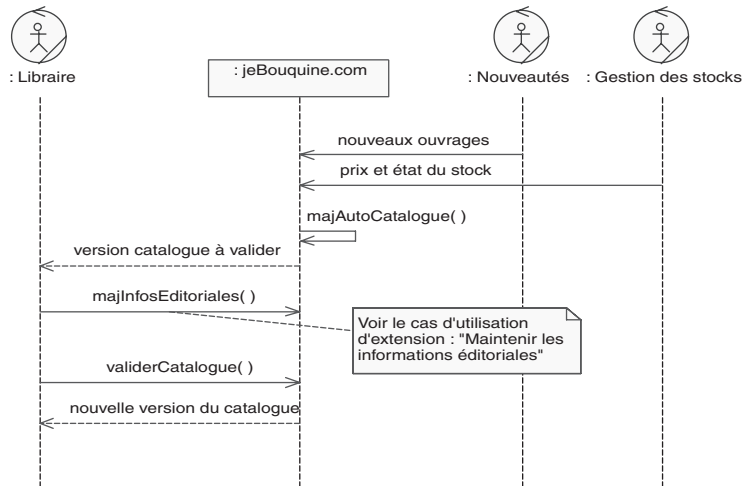 : Libraire
: jeBouquine.com
: Nouveautés
: Gestion des stocks
nouveaux ouvrages
prix et état du stock
majAutoCatalogue( )
version catalogue à valider
majInfosEditoriales( )
Voir le cas d'utilisation
d'extension : "Maintenir les
informations éditoriales"
validerCatalogue( )
nouvelle version du catalogue